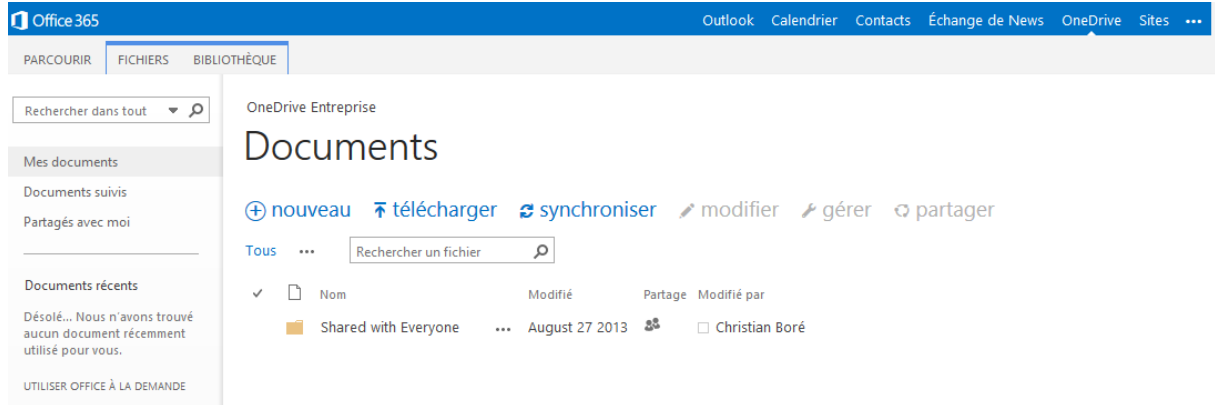 Office 365
Outlook Calendrier Contacts Échange de News OneDrive Sites •••
PARCOURIR FICHIERS BIBLIOTHÈQUE
Rechercher dans tout
Mes documents
Documents suivis
Partagés avec moi
Documents récents
Désolé... Nous n'avons trouvé
aucun document récemment
utilisé pour vous.
UTILISER OFFICE À LA DEMANDE
OneDrive Entreprise
Documents
nouveau télécharger synchroniser modifier gérer partager
Tous ••• Rechercher un fichier
Nom Modifié Partage Modifié par
Shared with Everyone ••• August 27 2013 Christian Boré